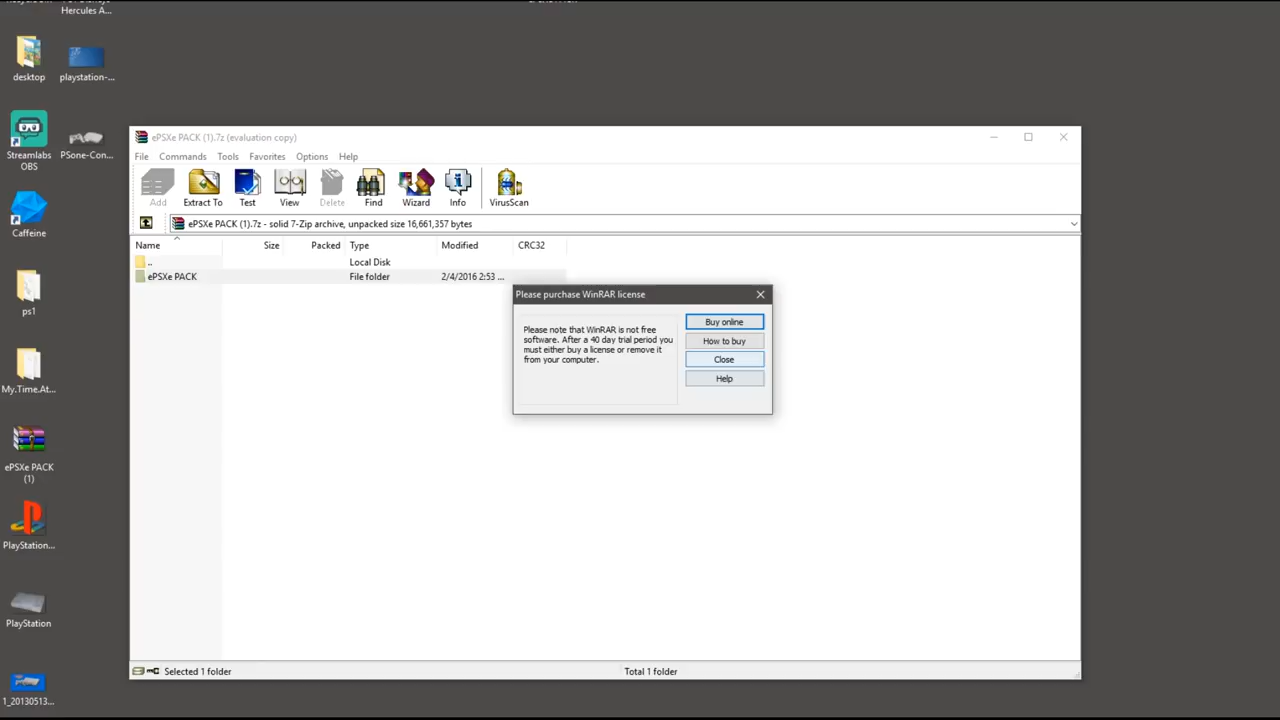 Hercules A...
desktop
playstation-...
Streamlabs
OBS
PSone-Con...
Caffeine
ps1
My.Time.At...
ePSXe PACK
(1)
PlayStation...
PlayStation
1_20130513...
ePSXe PACK (1).7z (evaluation copy)
File Commands Tools Favorites Options Help
Add Extract To Test View Delete Find Wizard Info VirusScan
ePSXe PACK (1).7z - solid 7-Zip archive, unpacked size 16,661,357 bytes
Name Size Packed Type Modified CRC32
.. Local Disk
ePSXe PACK File folder 2/4/2016 2:53 ...
Please purchase WinRAR license
Please note that WinRAR is not free
software. After a 40 day trial period you
must either buy a license or remove it
from your computer.
Buy online
How to buy
Close
Help
Selected 1 folder Total 1 folder